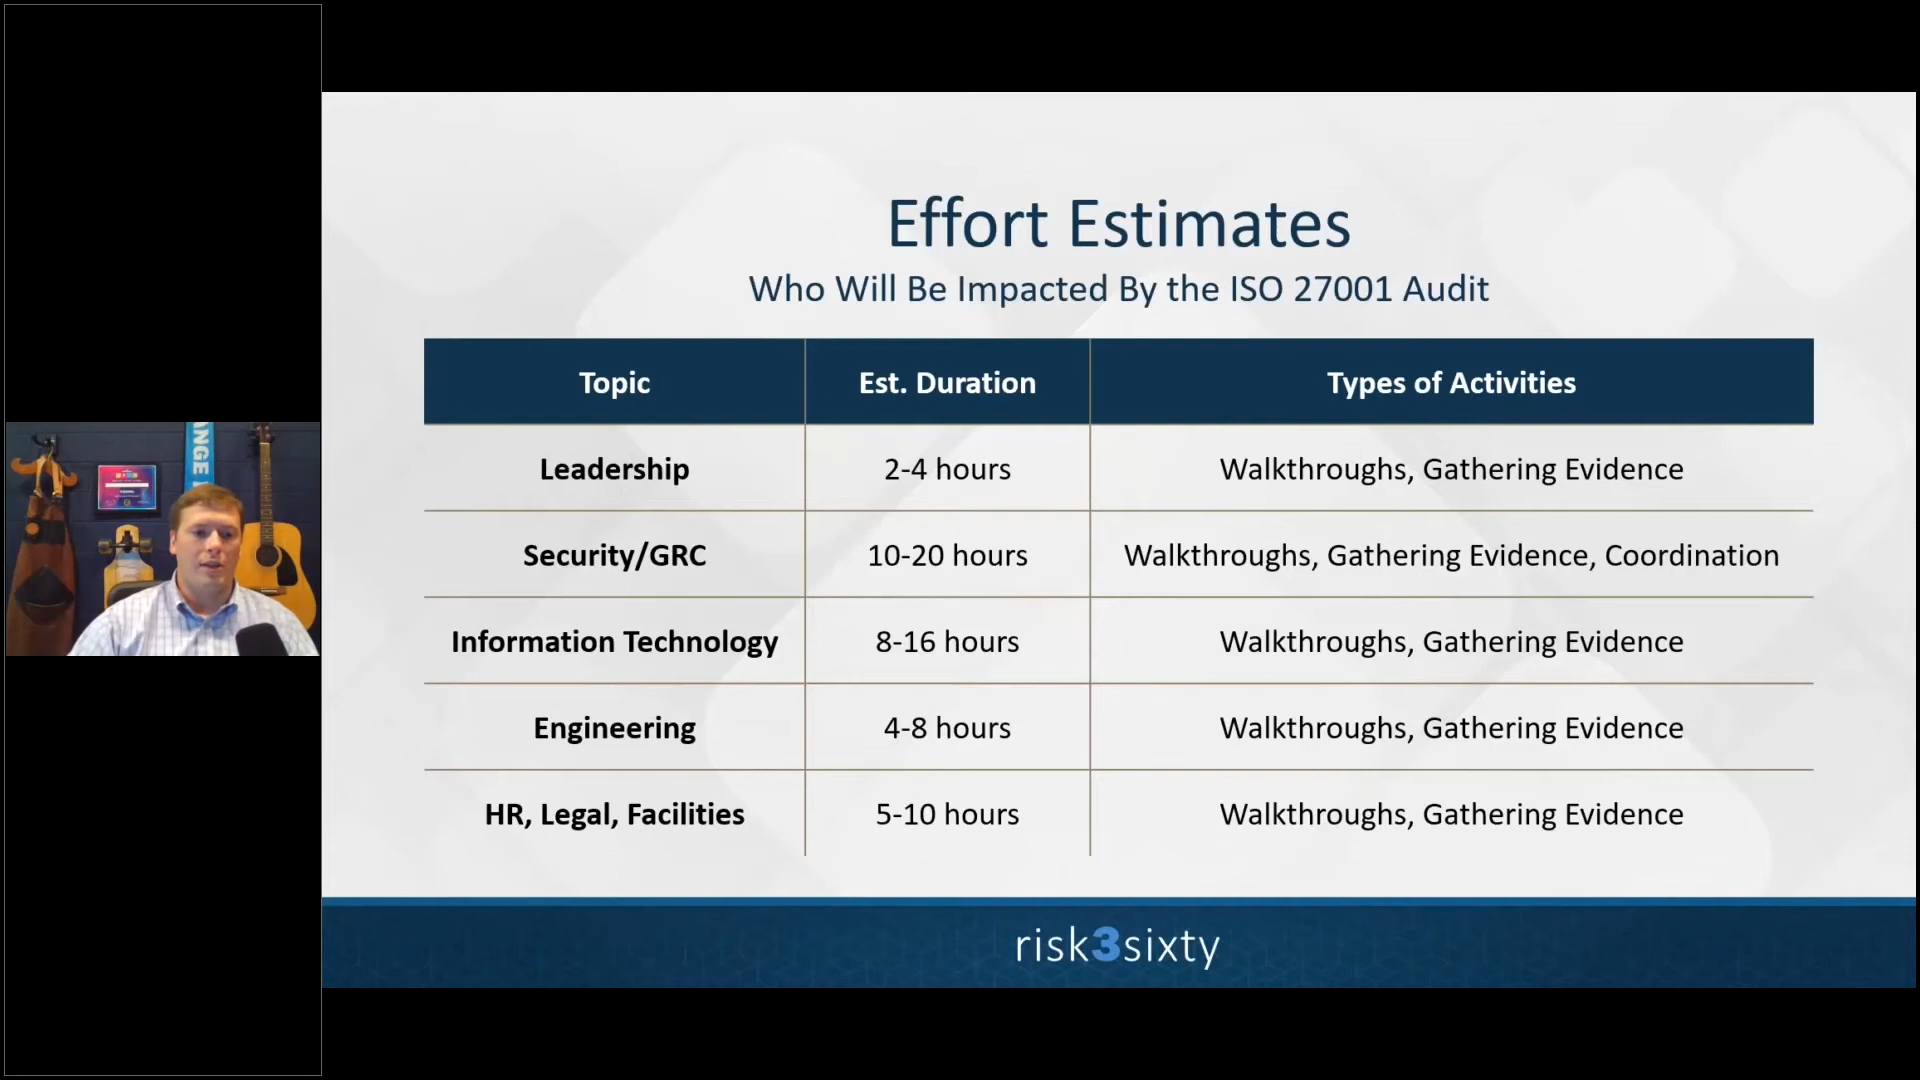 ANGE
Effort Estimates
Who Will Be Impacted By the ISO 27001 Audit
Topic Est. Duration Types of Activities
Leadership 2-4 hours Walkthroughs, Gathering Evidence
Security/GRC 10-20 hours Walkthroughs, Gathering Evidence, Coordination
Information Technology 8-16 hours Walkthroughs, Gathering Evidence
Engineering 4-8 hours Walkthroughs, Gathering Evidence
HR, Legal, Facilities 5-10 hours Walkthroughs, Gathering Evidence
risk3sixty